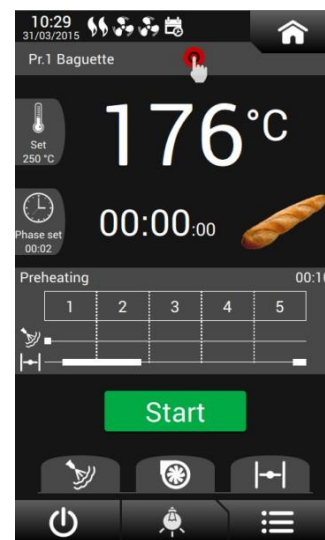 10:29
31/03/2015
Pr.1 Baguette
176°C
Set
250 °C
Phase set
00:02
00:00:00
Preheating
1 2 3 4 5
Start